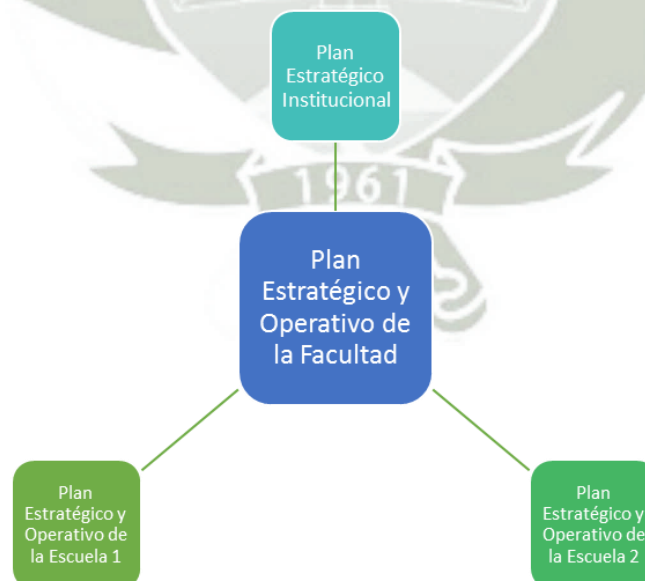 Plan
Estratégico
Institucional
1961
Plan
Estratégico y
Operativo de
la Facultad
Plan
Estratégico y
Operativo de
la Escuela 1
Plan
Estratégico y
Operativo de
la Escuela 2